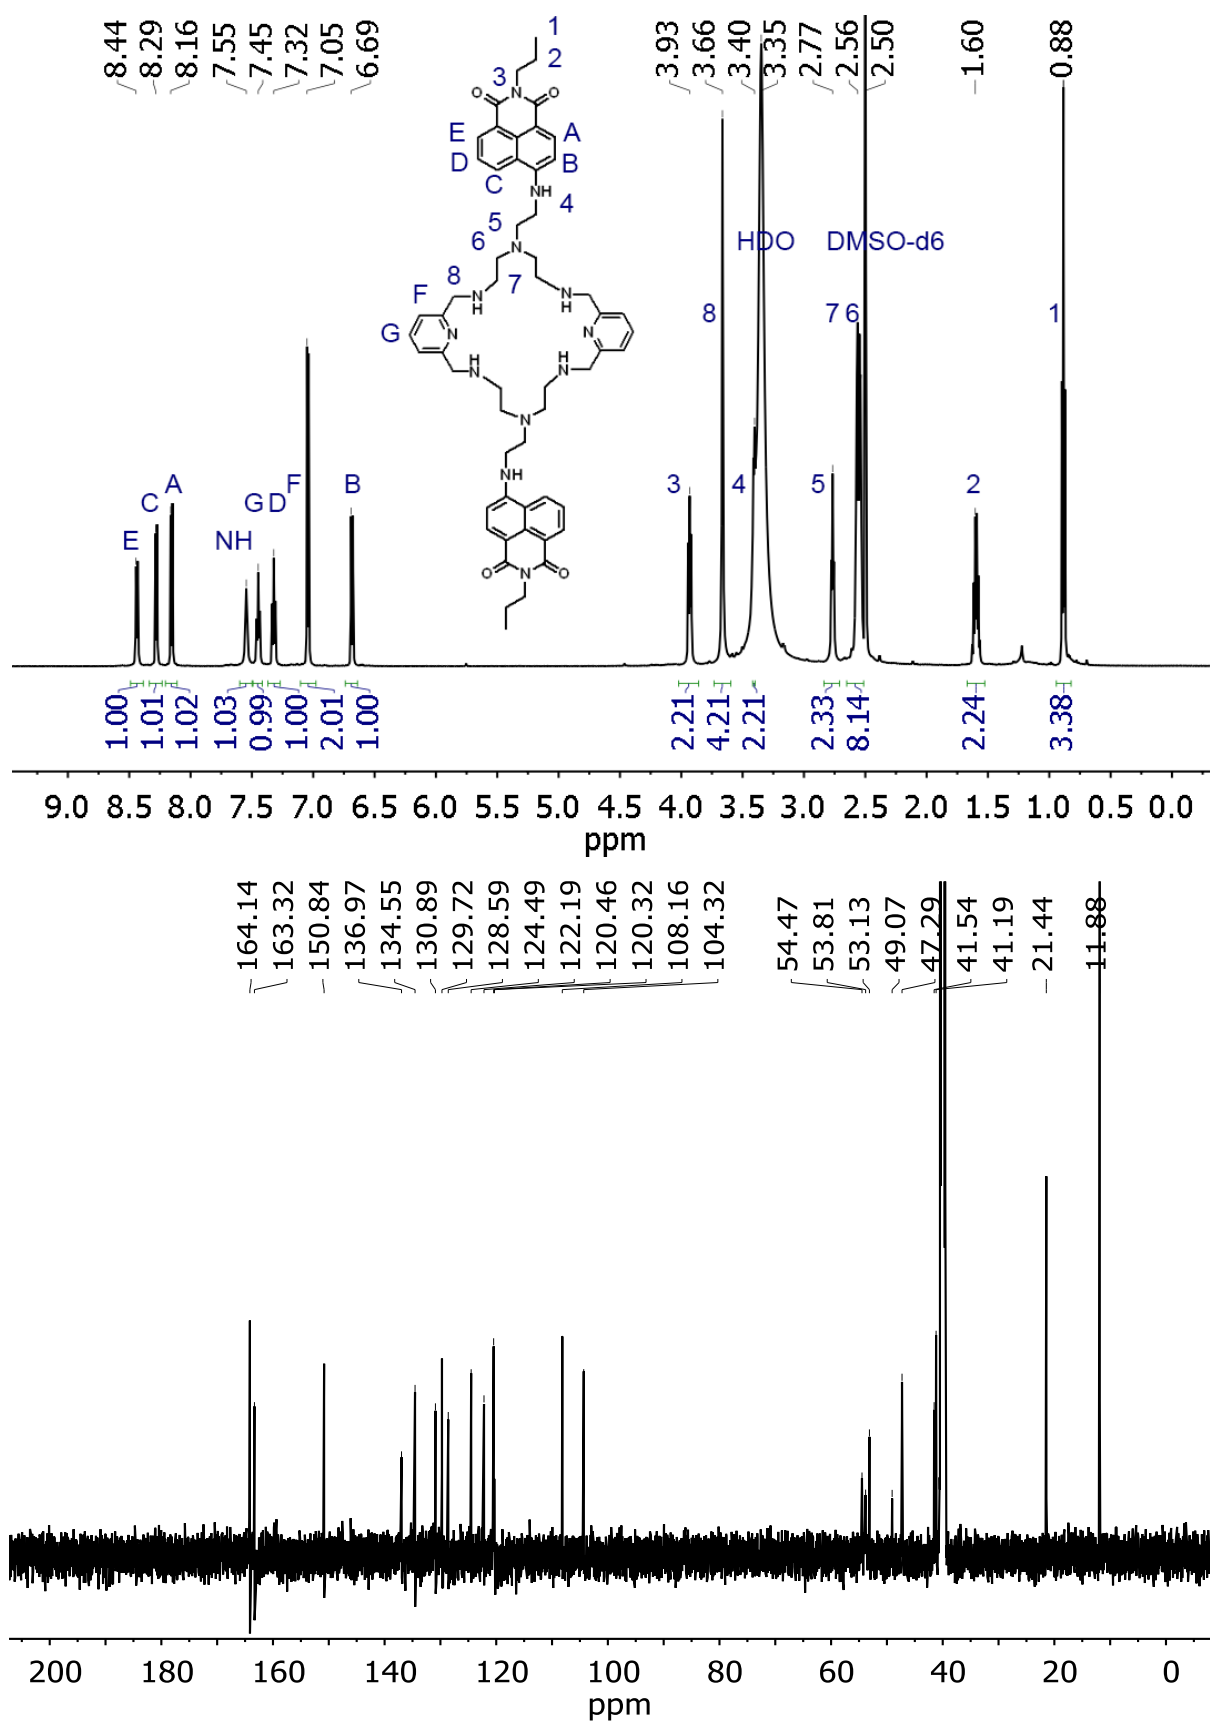 8.44 8.29 8.16 7.55 7.45 7.32 7.05 6.69 3.93 3.66 3.40 3.35 2.77 2.56 2.50 1.60 0.88
1
2
3
O N O
E A
D B
C NH 4
5
6 N
8 7
F NH HN
G N N
H H
N N
N
NH
O N O
HDO DMSO-d6
8 7 6 1
E C A NH G D F B 3 4 5 2
1.00 1.01 1.02 1.03 0.99 1.00 2.01 1.00 2.21 4.21 2.21 2.33 8.14 2.24 3.38
9.0 8.5 8.0 7.5 7.0 6.5 6.0 5.5 5.0 4.5 4.0 3.5 3.0 2.5 2.0 1.5 1.0 0.5 0.0
ppm
164.14 163.32 150.84 136.97 134.55 130.89 129.72 128.59 124.49 122.19 120.46 120.32 108.16 104.32 54.47 53.81 53.13 49.07 47.29 41.54 41.19 21.44 11.88
200 180 160 140 120 100 80 60 40 20 0
ppm